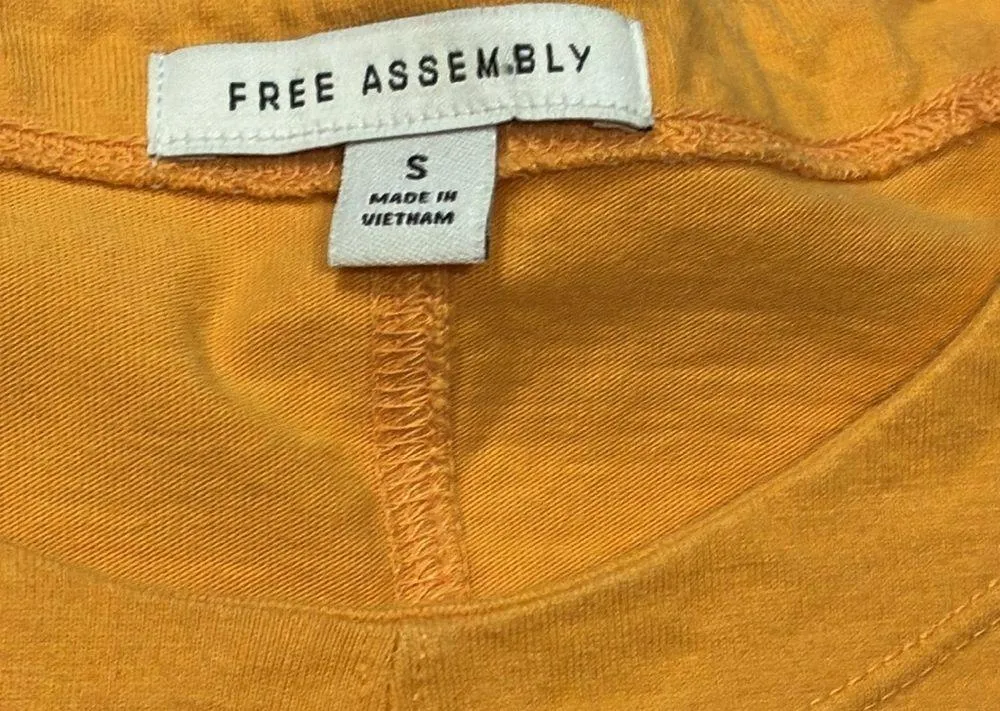 FREE ASSEMBLY
S
MADE IN
VIETNAM